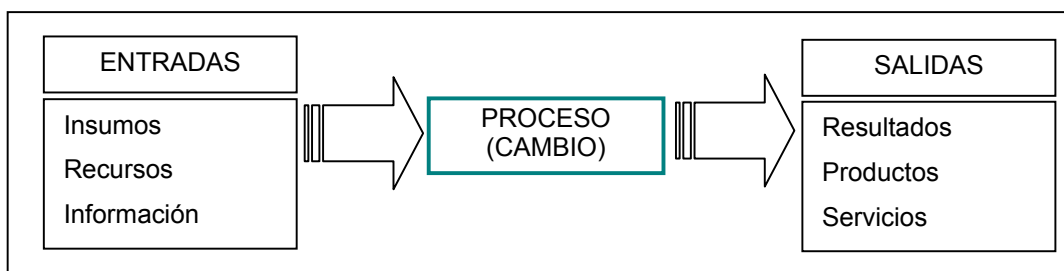 ENTRADAS
Insumos
Recursos
Información
PROCESO
(CAMBIO)
SALIDAS
Resultados
Productos
Servicios